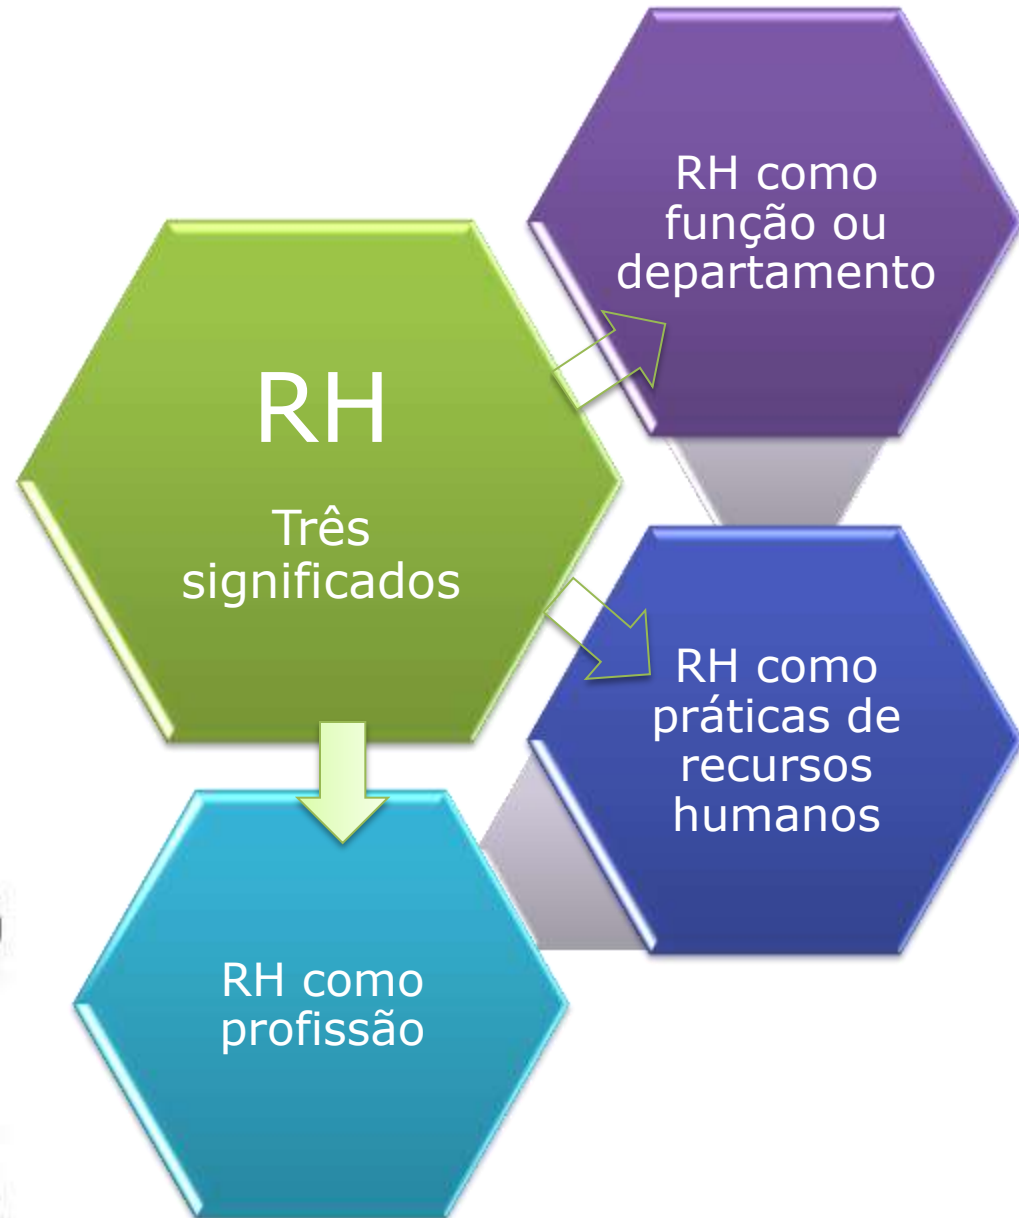 RH como
função ou
departamento
RH
Três
significados
RH como
práticas de
recursos
humanos
RH como
profissão